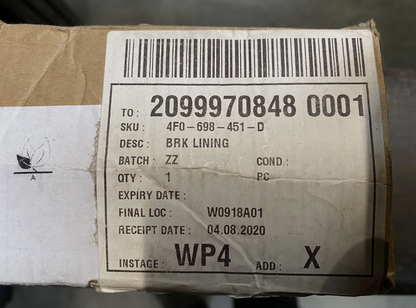 TO: 2099970848 0001
SKU: 4F0-698-451-D
DESC: BRK LINING
BATCH: ZZ COND:
QTY: 1 PC
EXPIRY DATE:
FINAL LOC: W0918A01
RECEIPT DATE: 04.08.2020
INSTAGE: WP4 ADD: X
A